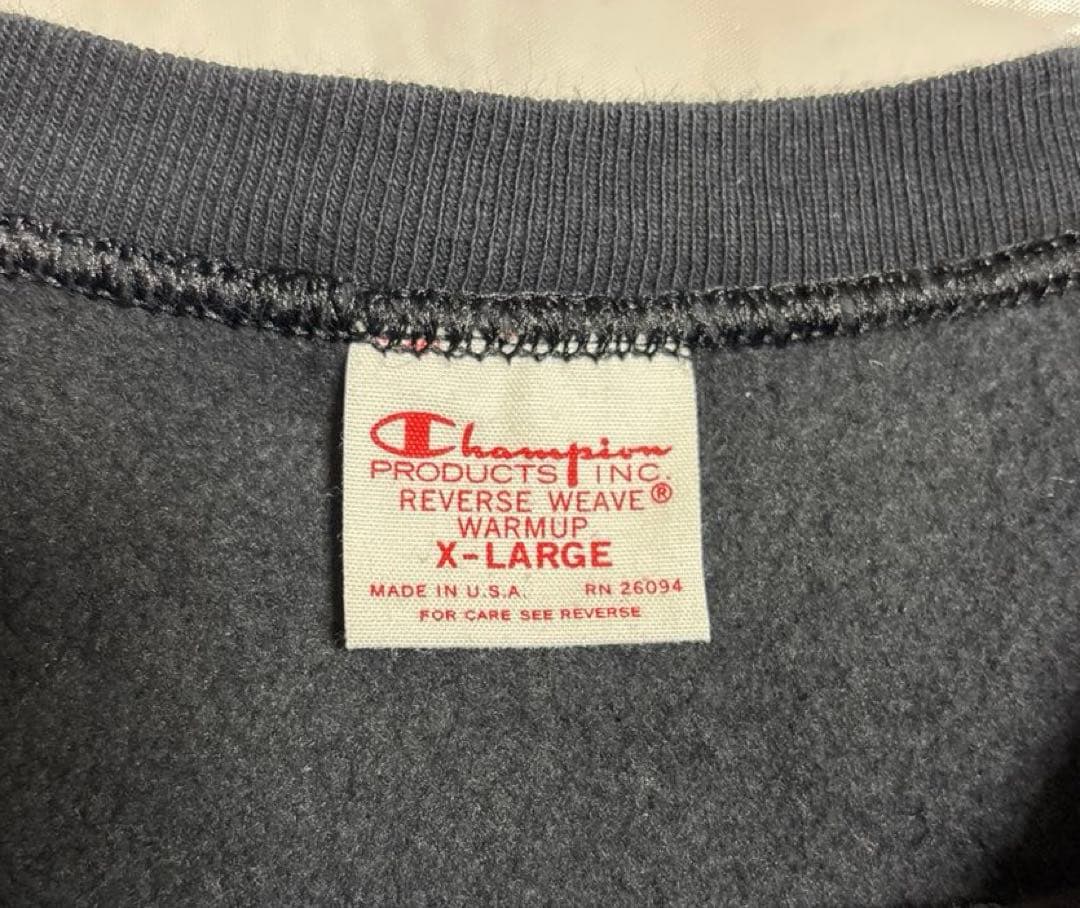 Champion
PRODUCTS INC.
REVERSE WEAVE®
WARMUP
X-LARGE
MADE IN U.S.A. RN 26094
FOR CARE SEE REVERSE